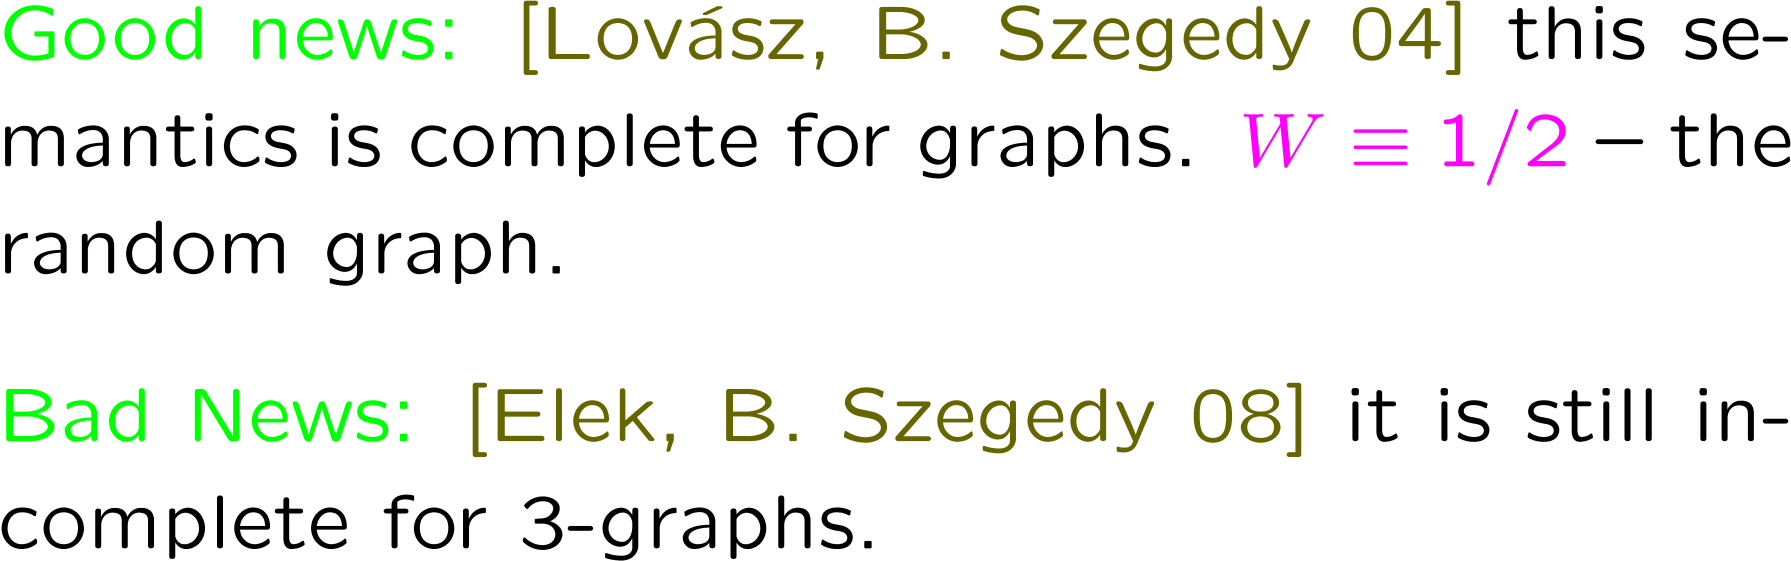 Good news: [Lovász, B. Szegedy 04] this se-
mantics is complete for graphs. W ≡ 1/2 – the
random graph.
Bad News: [Elek, B. Szegedy 08] it is still in-
complete for 3-graphs.